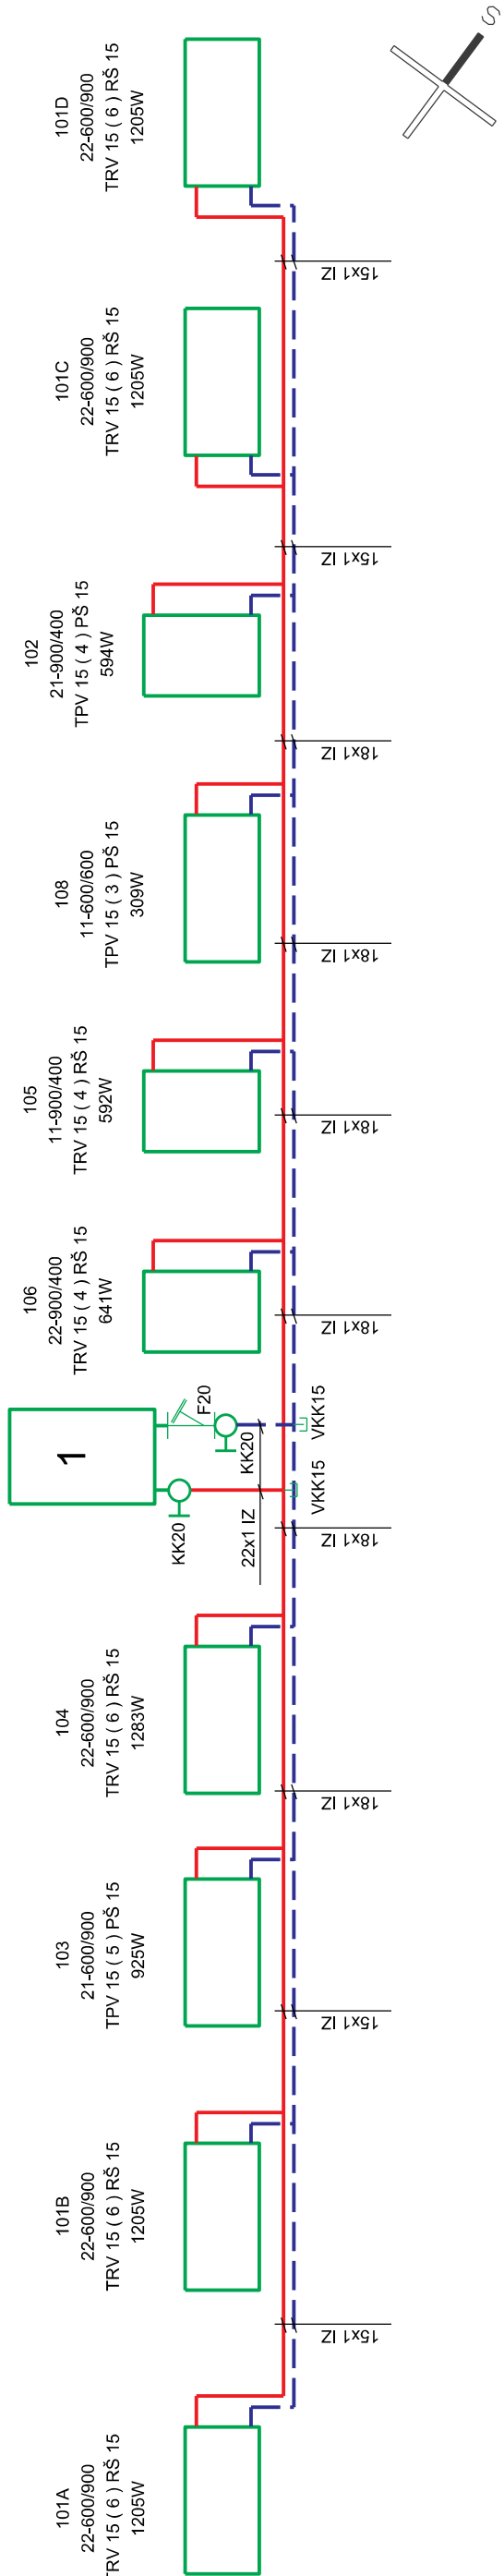 S
101D
22-600/900
TRV 15 ( 6 ) RŠ 15
1205W
15x1 IZ
101C
22-600/900
TRV 15 ( 6 ) RŠ 15
1205W
15x1 IZ
102
21-900/400
TPV 15 ( 4 ) PŠ 15
594W
18x1 IZ
108
11-600/600
TPV 15 ( 3 ) PŠ 15
309W
18x1 IZ
105
11-900/400
TRV 15 ( 4 ) RŠ 15
592W
18x1 IZ
106
22-900/400
TRV 15 ( 4 ) RŠ 15
641W
18x1 IZ
1
F20
KK20
VKK15
KK20
22x1 IZ
VKK15
18x1 IZ
104
22-600/900
TRV 15 ( 6 ) RŠ 15
1283W
18x1 IZ
103
21-600/900
TPV 15 ( 5 ) PŠ 15
925W
15x1 IZ
101B
22-600/900
TRV 15 ( 6 ) RŠ 15
1205W
15x1 IZ
101A
22-600/900
TRV 15 ( 6 ) RŠ 15
1205W